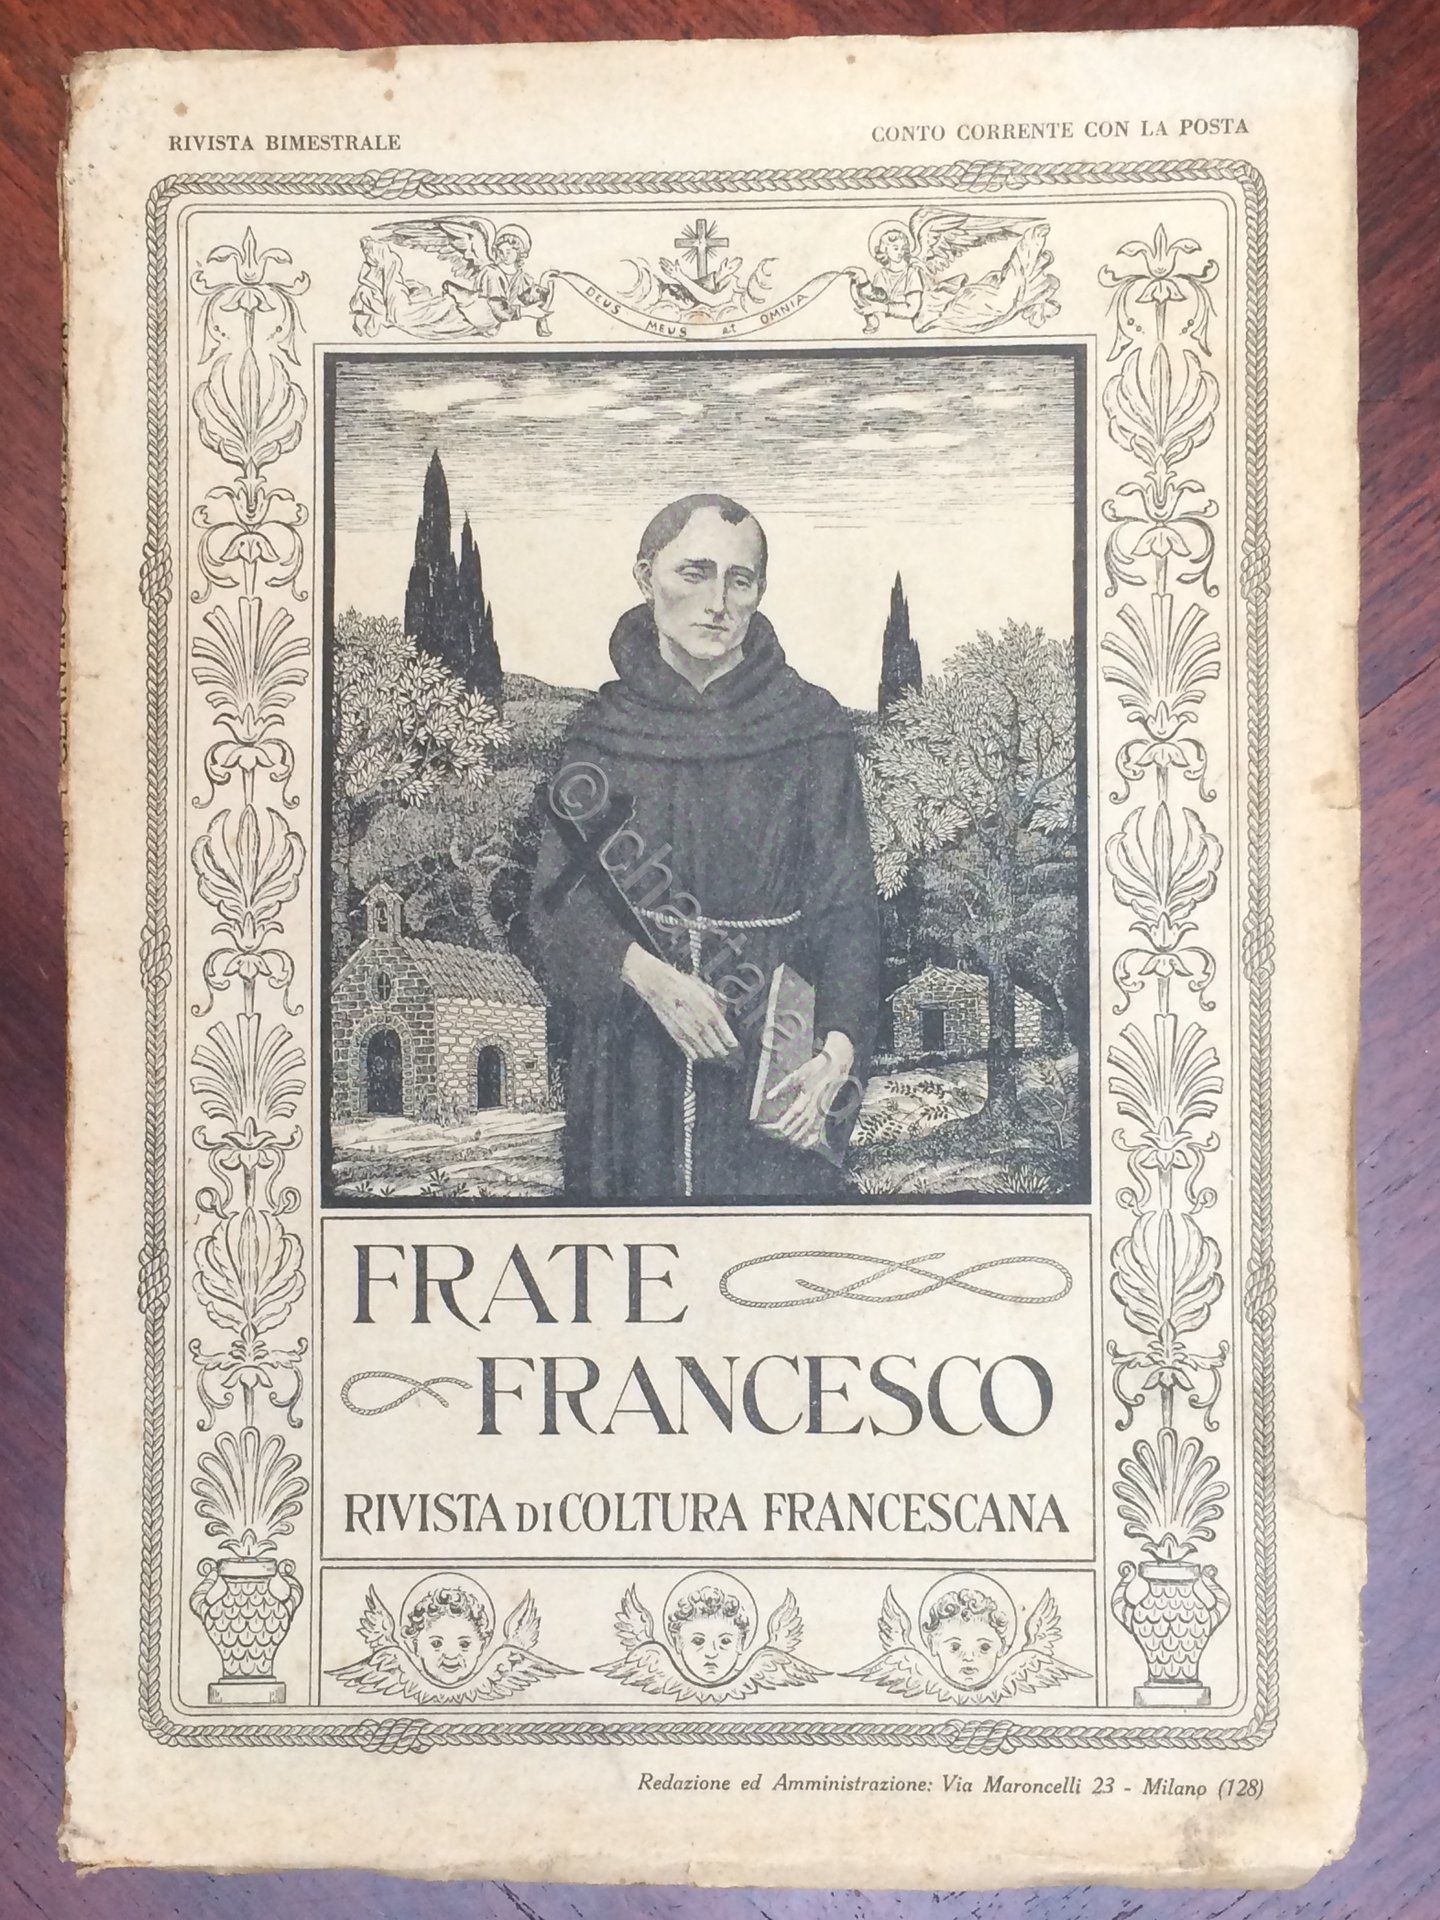 RIVISTA BIMESTRALE
CONTO CORRENTE CON LA POSTA
DEUS MEUS et OMNIA
© chartaland
FRATE
FRANCESCO
RIVISTA DI COLTURA FRANCESCANA
Redazione ed Amministrazione: Via Maroncelli 23 - Milano (128)